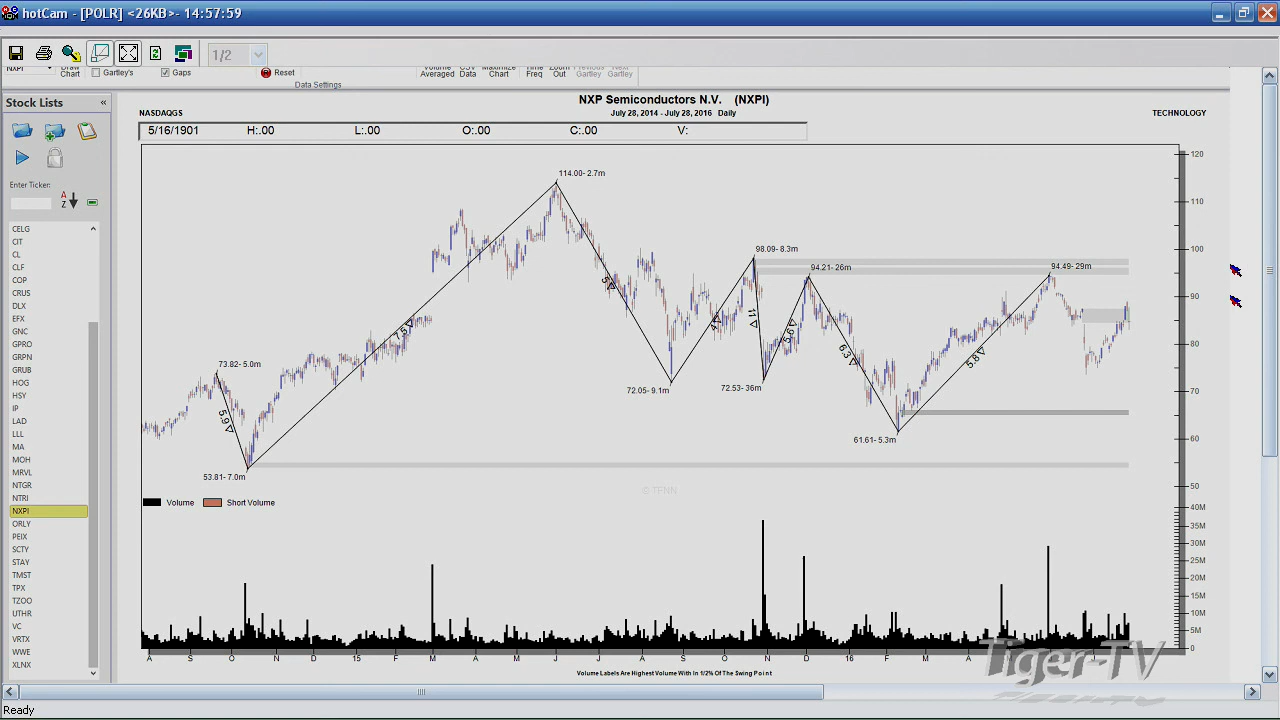 hotCam - [POLR] <26KB>- 14:57:59
1/2
NXPI
Draw
Chart
Gartley's
Gaps
Reset
Volume
Averaged
CSV
Data
Maximize
Chart
Time
Freq
Zoom
Out
Previous
Gartley
Next
Gartley
Data Settings
Stock Lists «
Enter Ticker:
A
Z
CELG
CIT
CL
CLF
COP
CRUS
DLX
EFX
GNC
GPRO
GRPN
GRUB
HOG
HSY
IP
LAD
LLL
MA
MOH
MRVL
NTGR
NTRI
NXPI
ORLY
PEIX
SCTY
STAY
TMST
TPX
TZOO
UTHR
VC
VRTX
WWE
XLNX
NXP Semiconductors N.V. (NXPI)
NASDAQGS
July 28, 2014 - July 28, 2016 Daily
TECHNOLOGY
5/16/1901 H:.00 L:.00 O:.00 C:.00 V:
114.00- 2.7m
98.09- 8.3m
94.21- 26m
94.49- 29m
73.82- 5.0m
72.05- 9.1m
72.53- 36m
61.61- 5.3m
53.81- 7.0m
5.9
7.5
11
5.6
6.3
5.8
120
110
100
90
80
70
60
50
© TFNN
Volume
Short Volume
40M
35M
30M
25M
20M
15M
10M
5M
0
A S O N D 15 F A M J J A S O N D 16 F M A
Volume Labels Are Highest Volume With In 1/2% Of The Swing Point
Tiger-TV
Ready